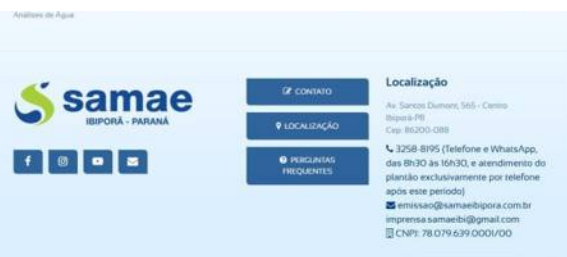 Análises de Água
samae
IBIPORÃ - PARANÁ
CONTATO
LOCALIZAÇÃO
PERGUNTAS
FREQUENTES
Localização
Av. Santos Dumont, 565 - Centro
Ibiporã-PR
Cep: 86200-088
3258-8195 (Telefone e WhatsApp,
das 8h30 às 16h30, e atendimento do
plantão exclusivamente por telefone
após este período)
emissao@samaeibipora.com.br
imprensa.samaeibi@gmail.com
CNPJ: 78.079.639.0001/00